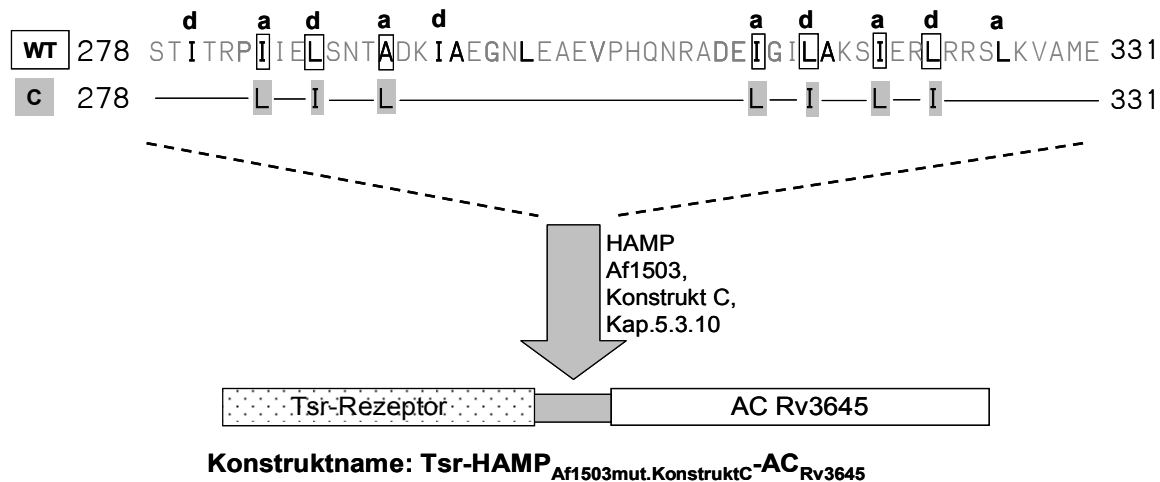 d a d a d a d a d a
WT 278 STITRPIIELSNTADKIAEGNLEAEVPHQNRADEIGILAKSIERLRRSLKVAME 331
C 278 L I L L I L I 331
HAMP
Af1503,
Konstrukt C,
Kap.5.3.10
Tsr-Rezeptor AC Rv3645
Konstruktname: Tsr-HAMPAf1503mut.KonstruktC-ACRv3645